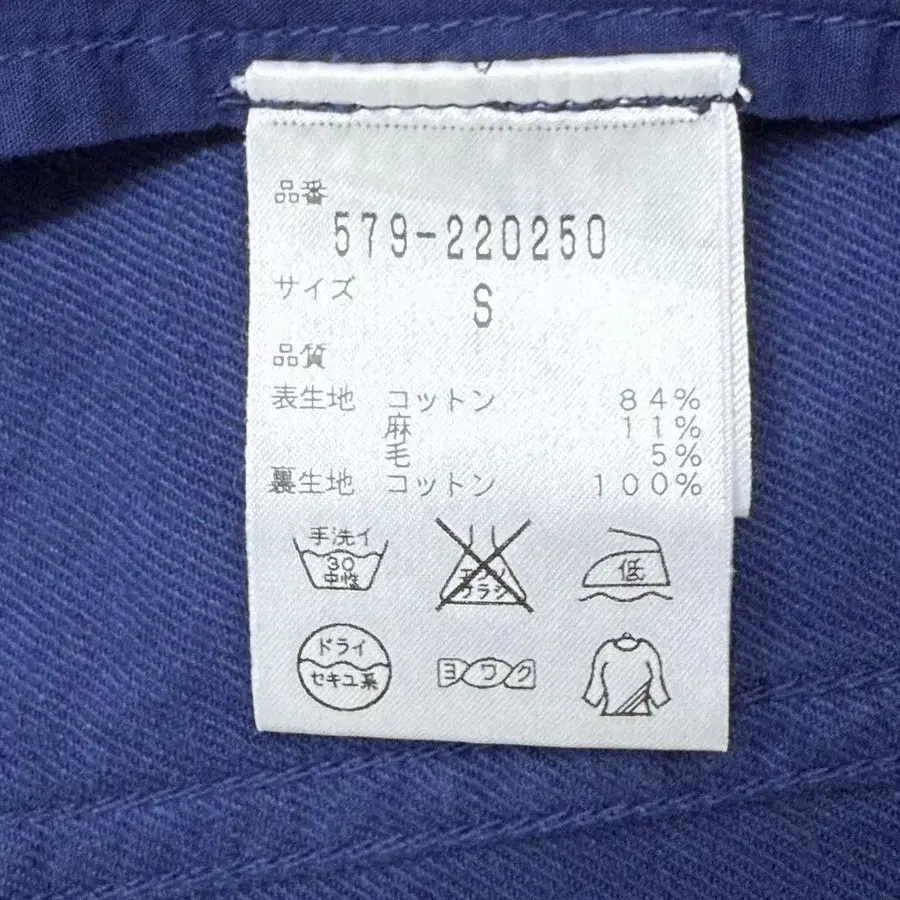 品番
579-220250
サイズ S
品質
表生地 コットン 84%
麻 11%
毛 5%
裏生地 コットン 100%
手洗イ
30
中性
エンソ
サラシ
低
ドライ
セキユ系
ヨワク